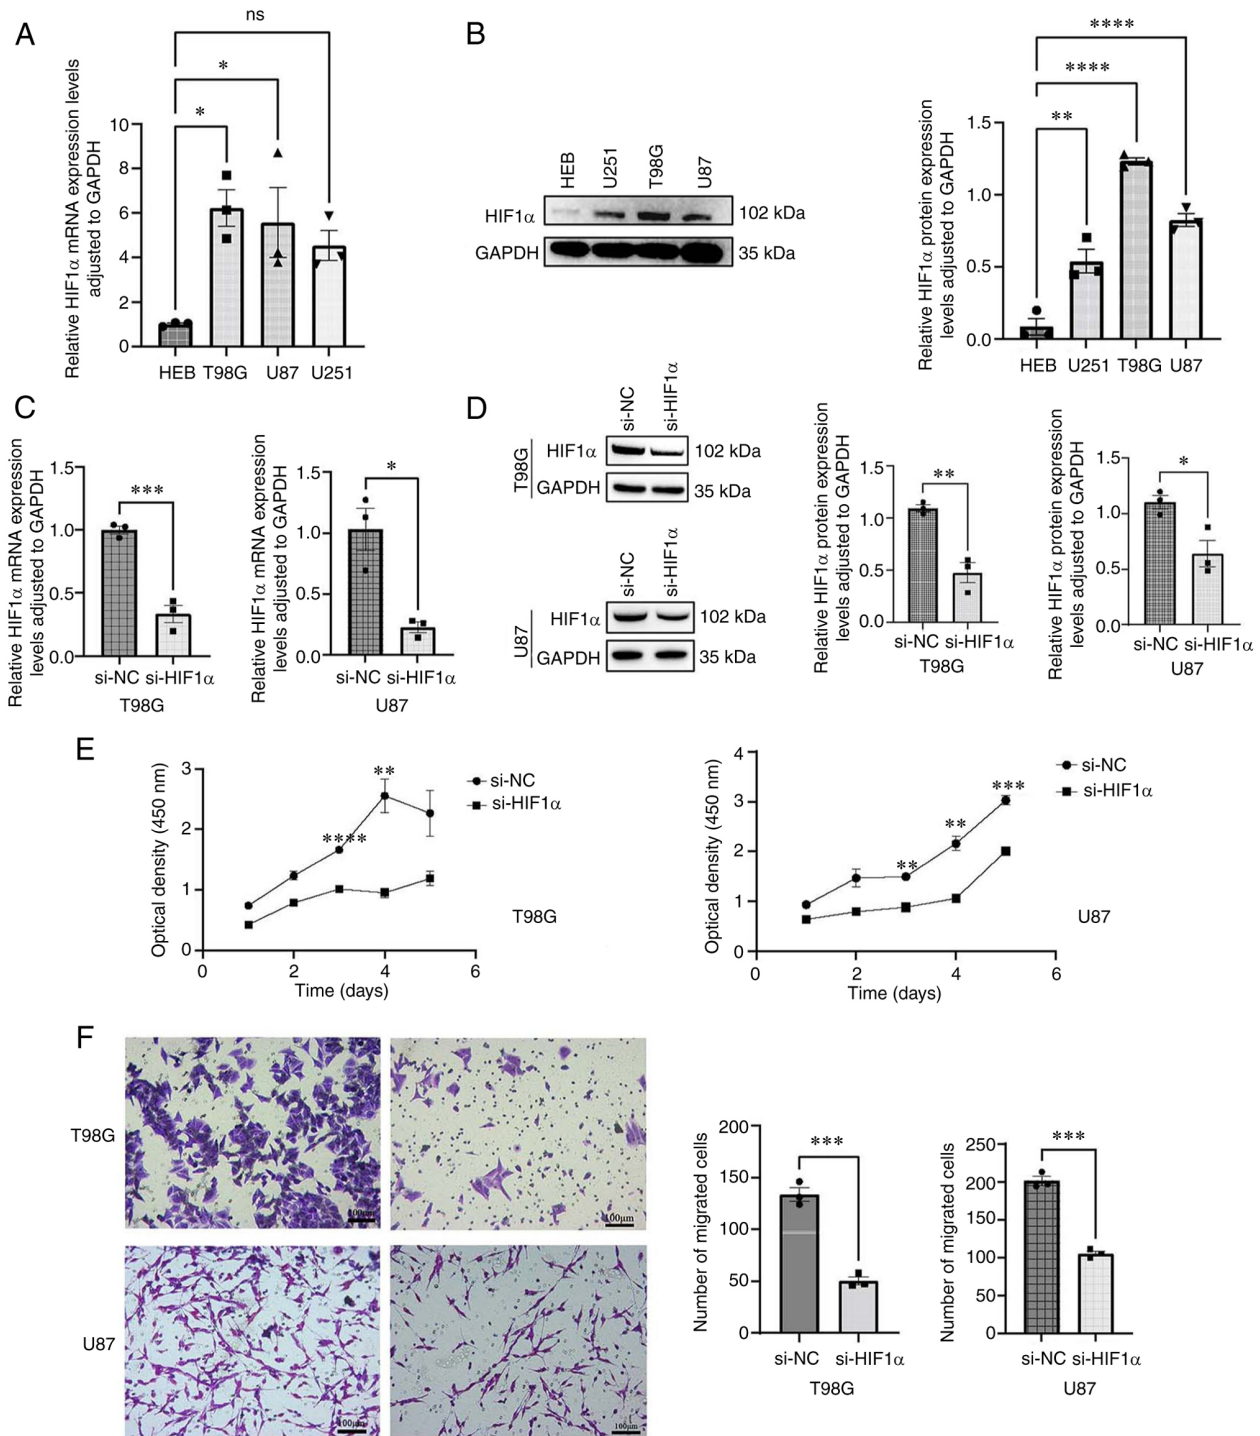 A
ns
*
*
Relative HIF1α mRNA expression levels
adjusted to GAPDH
10
8
6
4
2
0
HEB T98G U87 U251
B
HEB U251 T98G U87
HIF1α 102 kDa
GAPDH 35 kDa
****
****
**
Relative HIF1α protein expression
levels adjusted to GAPDH
1.5
1.0
0.5
0.0
HEB U251 T98G U87
C
Relative HIF1α mRNA expression
levels adjusted to GAPDH
1.5
1.0
0.5
0.0
***
si-NC si-HIF1α
T98G
Relative HIF1α mRNA expression
levels adjusted to GAPDH
1.5
1.0
0.5
0.0
*
si-NC si-HIF1α
U87
D
si-NC si-HIF1α
T98G
HIF1α 102 kDa
GAPDH 35 kDa
si-NC si-HIF1α
U87
HIF1α 102 kDa
GAPDH 35 kDa
Relative HIF1α protein expression
levels adjusted to GAPDH
1.5
1.0
0.5
0.0
**
si-NC si-HIF1α
T98G
Relative HIF1α protein expression
levels adjusted to GAPDH
1.5
1.0
0.5
0.0
*
si-NC si-HIF1α
U87
E
Optical density (450 nm)
3
2
1
0
**
****
si-NC
si-HIF1α
T98G
0 2 4 6
Time (days)
Optical density (450 nm)
4
3
2
1
0
***
**
**
si-NC
si-HIF1α
U87
0 2 4 6
Time (days)
F
T98G
100μm
100μm
U87
100μm
100μm
Number of migrated cells
200
150
100
50
0
***
si-NC si-HIF1α
T98G
Number of migrated cells
250
200
150
100
50
0
***
si-NC si-HIF1α
U87